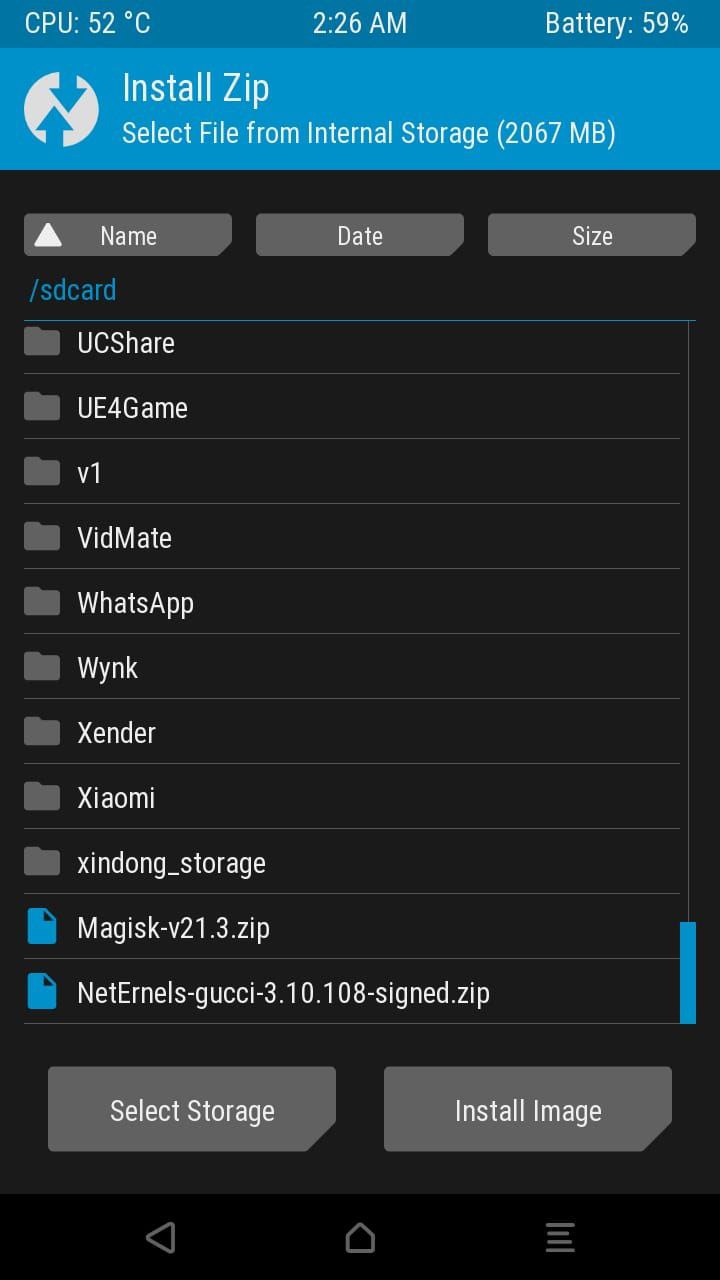 CPU: 52 °C 2:26 AM Battery: 59%
Install Zip
Select File from Internal Storage (2067 MB)
Name Date Size
/sdcard
UCShare
UE4Game
v1
VidMate
WhatsApp
Wynk
Xender
Xiaomi
xindong_storage
Magisk-v21.3.zip
NetErnels-gucci-3.10.108-signed.zip
Select Storage Install Image